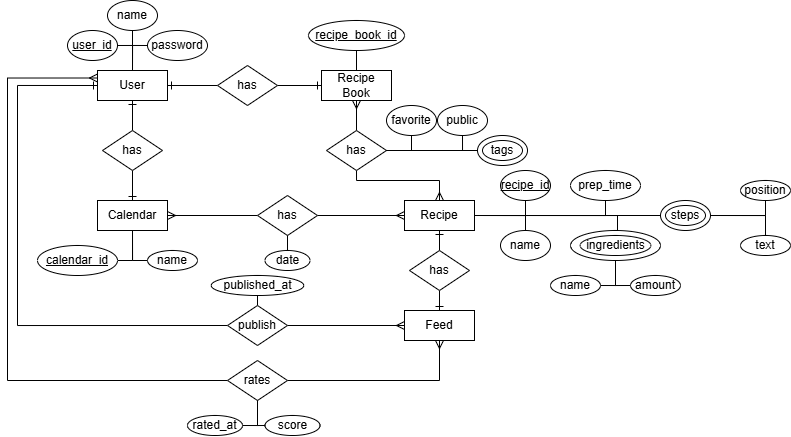 name
user_id
password
recipe_book_id
User
has
Recipe
Book
favorite
public
has
has
tags
recipe_id
prep_time
position
Calendar
has
Recipe
steps
name
ingredients
text
calendar_id
name
date
has
published_at
name
amount
publish
Feed
rates
rated_at
score